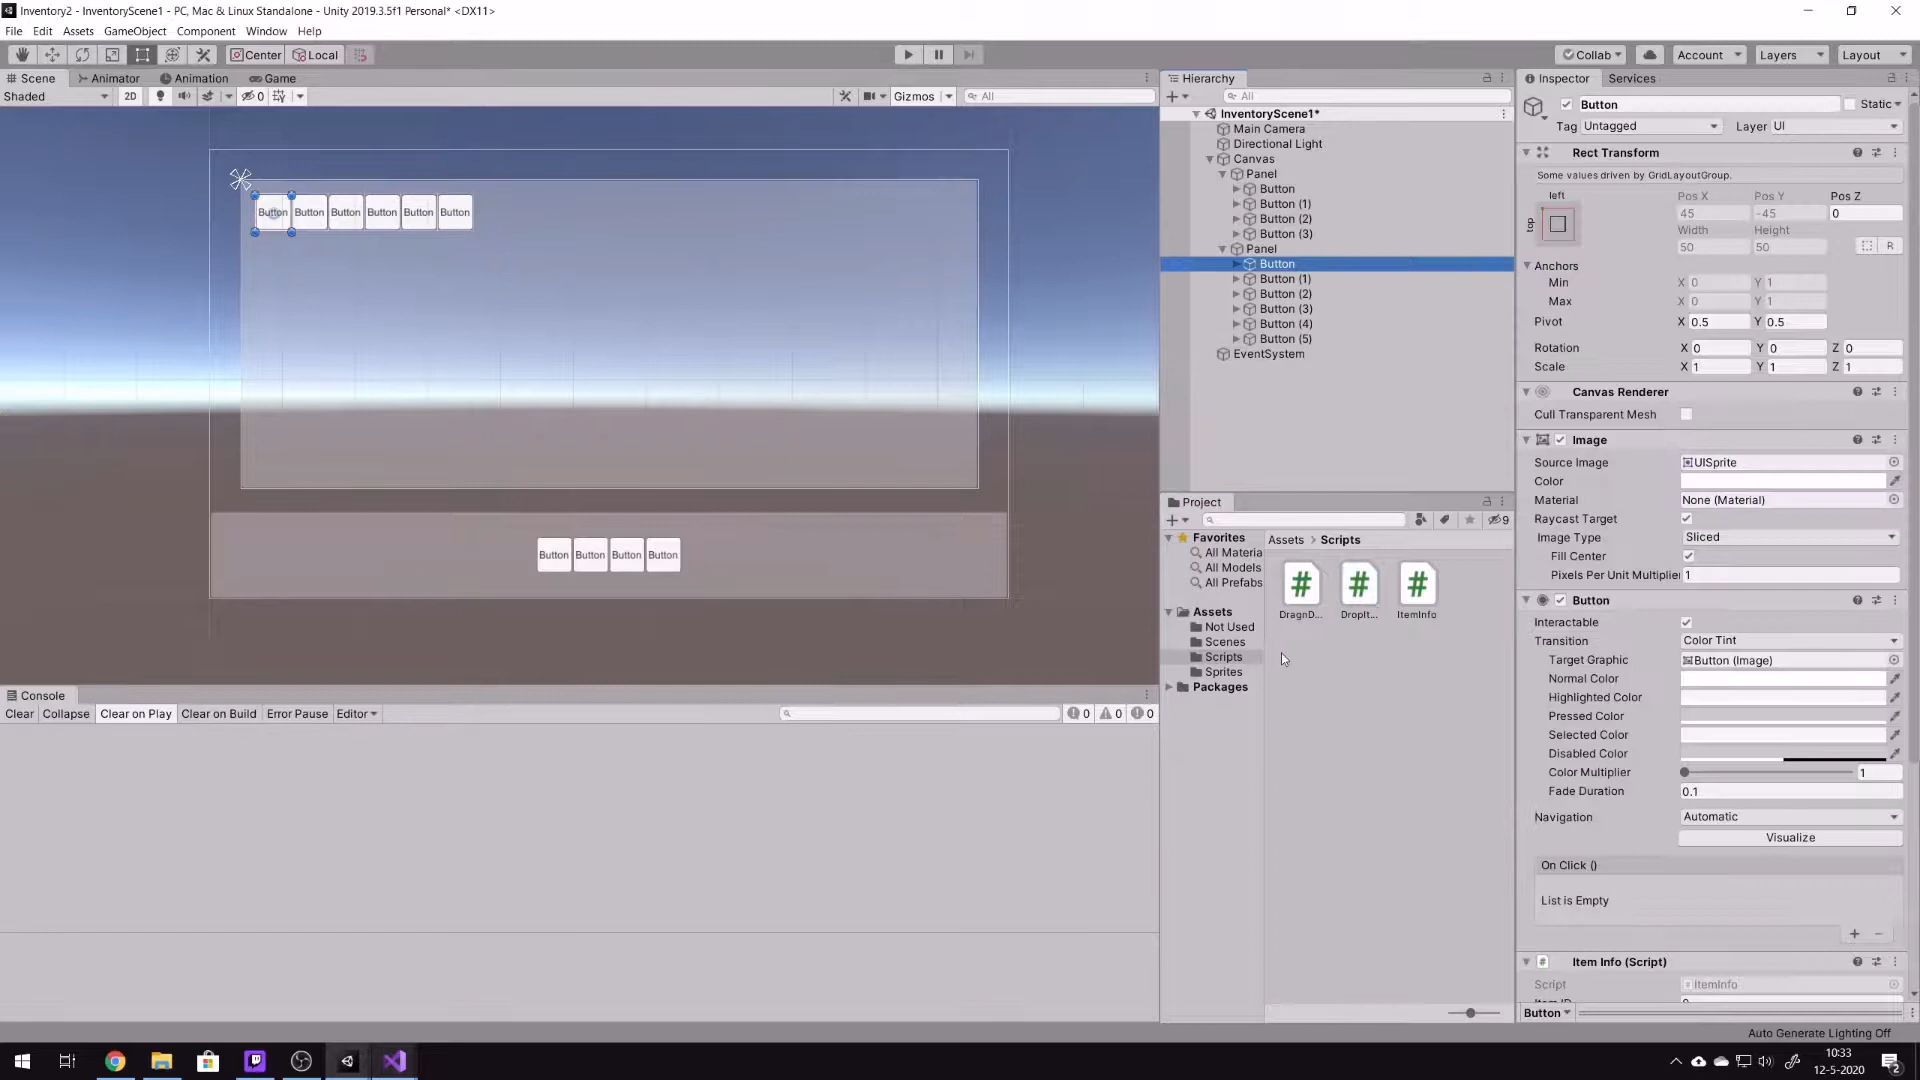 Inventory2 - InventoryScene1 - PC, Mac & Linux Standalone - Unity 2019.3.5f1 Personal* <DX11>
File Edit Assets GameObject Component Window Help
Center Local Collab Account Layers Layout
Scene Animator Animation Game
Shaded 2D 0 Gizmos All
Button Button Button Button Button Button
Button Button Button Button
Console
Clear Collapse Clear on Play Clear on Build Error Pause Editor 0 0 0
Hierarchy
All
InventoryScene1*
Main Camera
Directional Light
Canvas
Panel
Button
Button (1)
Button (2)
Button (3)
Panel
Button
Button (1)
Button (2)
Button (3)
Button (4)
Button (5)
EventSystem
Project
9
Favorites
All Materia
All Models
All Prefabs
Assets
Not Used
Scenes
Scripts
Sprites
Packages
Assets > Scripts
# # #
DragnD... DropIt... ItemInfo
Inspector Services
Button Static
Tag Untagged Layer UI
Rect Transform
Some values driven by GridLayoutGroup.
left Pos X Pos Y Pos Z
top 45 -45 0
Width Height
50 50 R
Anchors
Min X 0 Y 1
Max X 0 Y 1
Pivot X 0.5 Y 0.5
Rotation X 0 Y 0 Z 0
Scale X 1 Y 1 Z 1
Canvas Renderer
Cull Transparent Mesh
Image
Source Image UISprite
Color
Material None (Material)
Raycast Target
Image Type Sliced
Fill Center
Pixels Per Unit Multiplier 1
Button
Interactable
Transition Color Tint
Target Graphic Button (Image)
Normal Color
Highlighted Color
Pressed Color
Selected Color
Disabled Color
Color Multiplier 1
Fade Duration 0.1
Navigation Automatic
Visualize
On Click ()
List is Empty
+ −
# Item Info (Script)
Script ItemInfo
Item ID
Button
Auto Generate Lighting Off
10:33
12-5-2020
2